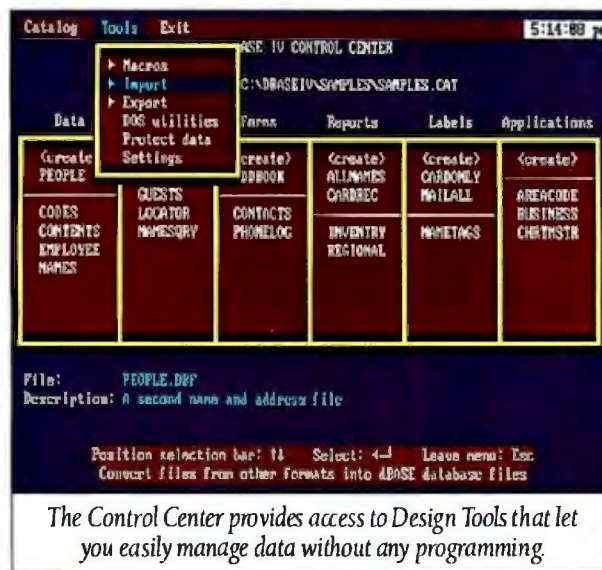 Catalog Tools Exit 5:14:08 pm
ASE IV CONTROL CENTER
Macros
Import
Export
DOS utilities
Protect data
Settings
C:\DBASEIV\SAMPLES\SAMPLES.CAT
Data Forms Reports Labels Applications
<create create> <create> <create> <create>
PEOPLE DDBOOK ALLNAMES CARDONLY
GUESTS CARDREC MAILALL AREACODE
CODES LOCATOR CONTACTS BUSINESS
CONTENTS NAMESQRY PHONELOG INVENTRY NAMETAGS CHRTMSTR
EMPLOYEE REGIONAL
NAMES
File: PEOPLE.DBF
Description: A second name and address file
Position selection bar: ↑↓ Select: ↵ Leave menu: Esc
Convert files from other formats into dBASE database files
The Control Center provides access to Design Tools that let
you easily manage data without any programming.